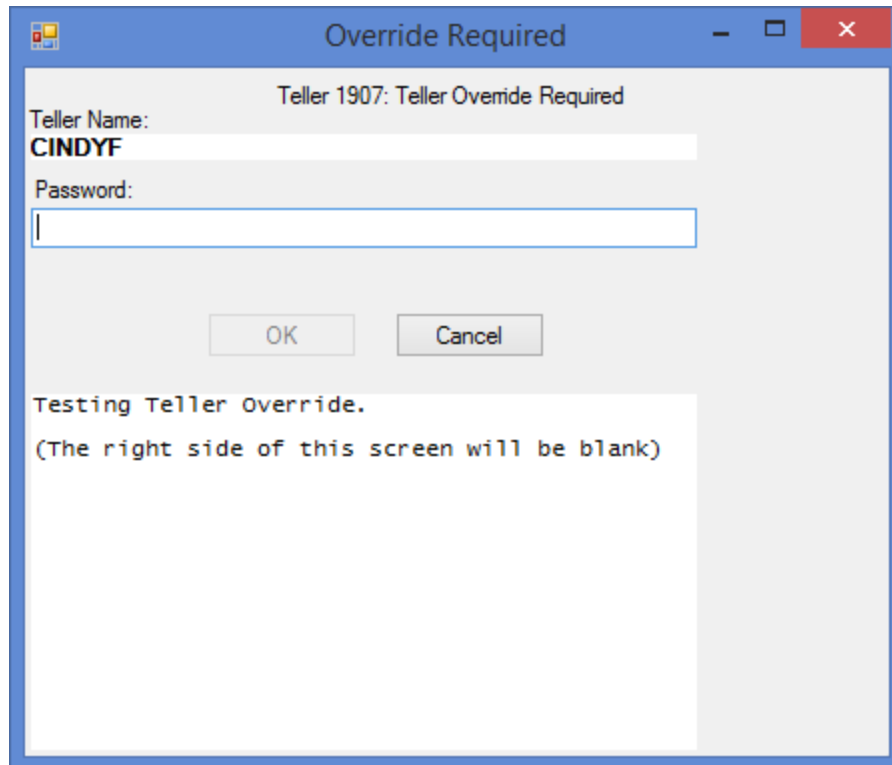 Override Required
Teller 1907: Teller Override Required
Teller Name:
CINDYF
Password:
OK
Cancel
Testing Teller Override.
(The right side of this screen will be blank)